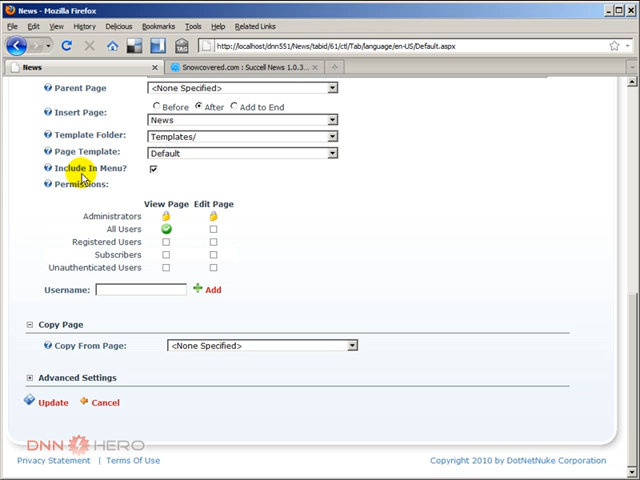 News - Mozilla Firefox
File Edit View History Delicious Bookmarks Tools Help Related Links
TAG http://localhost/dnn551/News/tabid/61/ctl/Tab/language/en-US/Default.aspx
News Snowcovered.com : Succell News 1.0.3...
Parent Page <None Specified>
Insert Page: Before After Add to End
News
Template Folder: Templates/
Page Template: Default
Include In Menu?
Permissions:
View Page Edit Page
Administrators
All Users
Registered Users
Subscribers
Unauthenticated Users
Username: Add
Copy Page
Copy From Page: <None Specified>
Advanced Settings
Update Cancel
DNN HERO
Privacy Statement | Terms Of Use Copyright 2010 by DotNetNuke Corporation